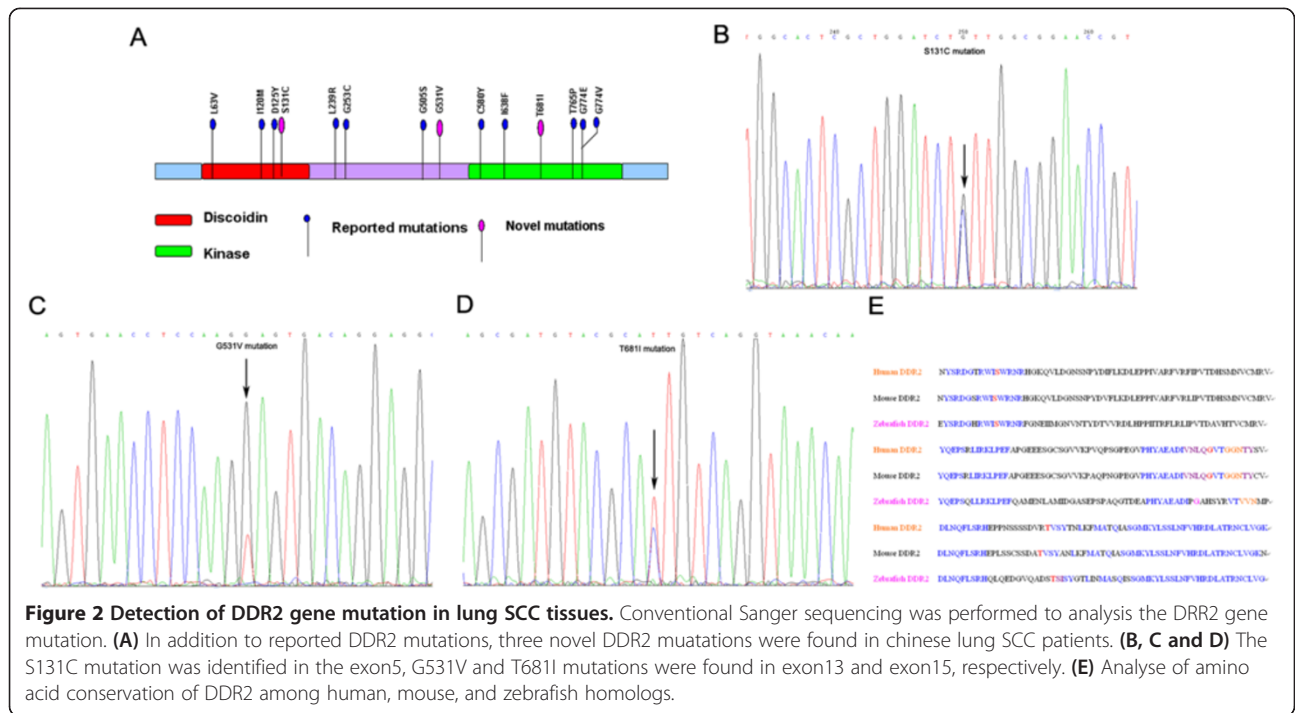 A
L63V
I120M
D125Y
S131C
L239R
G253C
G505S
G531V
C580Y
I638F
T681I
T765P
G774E
G774V
Discoidin
Kinase
Reported mutations
Novel mutations
B
G G C A C T C G C T G G A T C T G T T G G C G G A A C C G T
240 250 260
S131C mutation
C
A G T G A A C C T C C A A G G A G T G A C A G G A G G C
G531V mutation
D
A G C G A T G T A C G C A T T G T C A G G T A A A C A A
T681I mutation
E
Human DDR2
Mouse DDR2
Zebrafish DDR2
Human DDR2
Mouse DDR2
Zebrafish DDR2
Human DDR2
Mouse DDR2
Zebrafish DDR2
Figure 2 Detection of DDR2 gene mutation in lung SCC tissues. Conventional Sanger sequencing was performed to analysis the DRR2 gene
mutation. (A) In addition to reported DDR2 mutations, three novel DDR2 muatations were found in chinese lung SCC patients. (B, C and D) The
S131C mutation was identified in the exon5, G531V and T681I mutations were found in exon13 and exon15, respectively. (E) Analyse of amino
acid conservation of DDR2 among human, mouse, and zebrafish homologs.